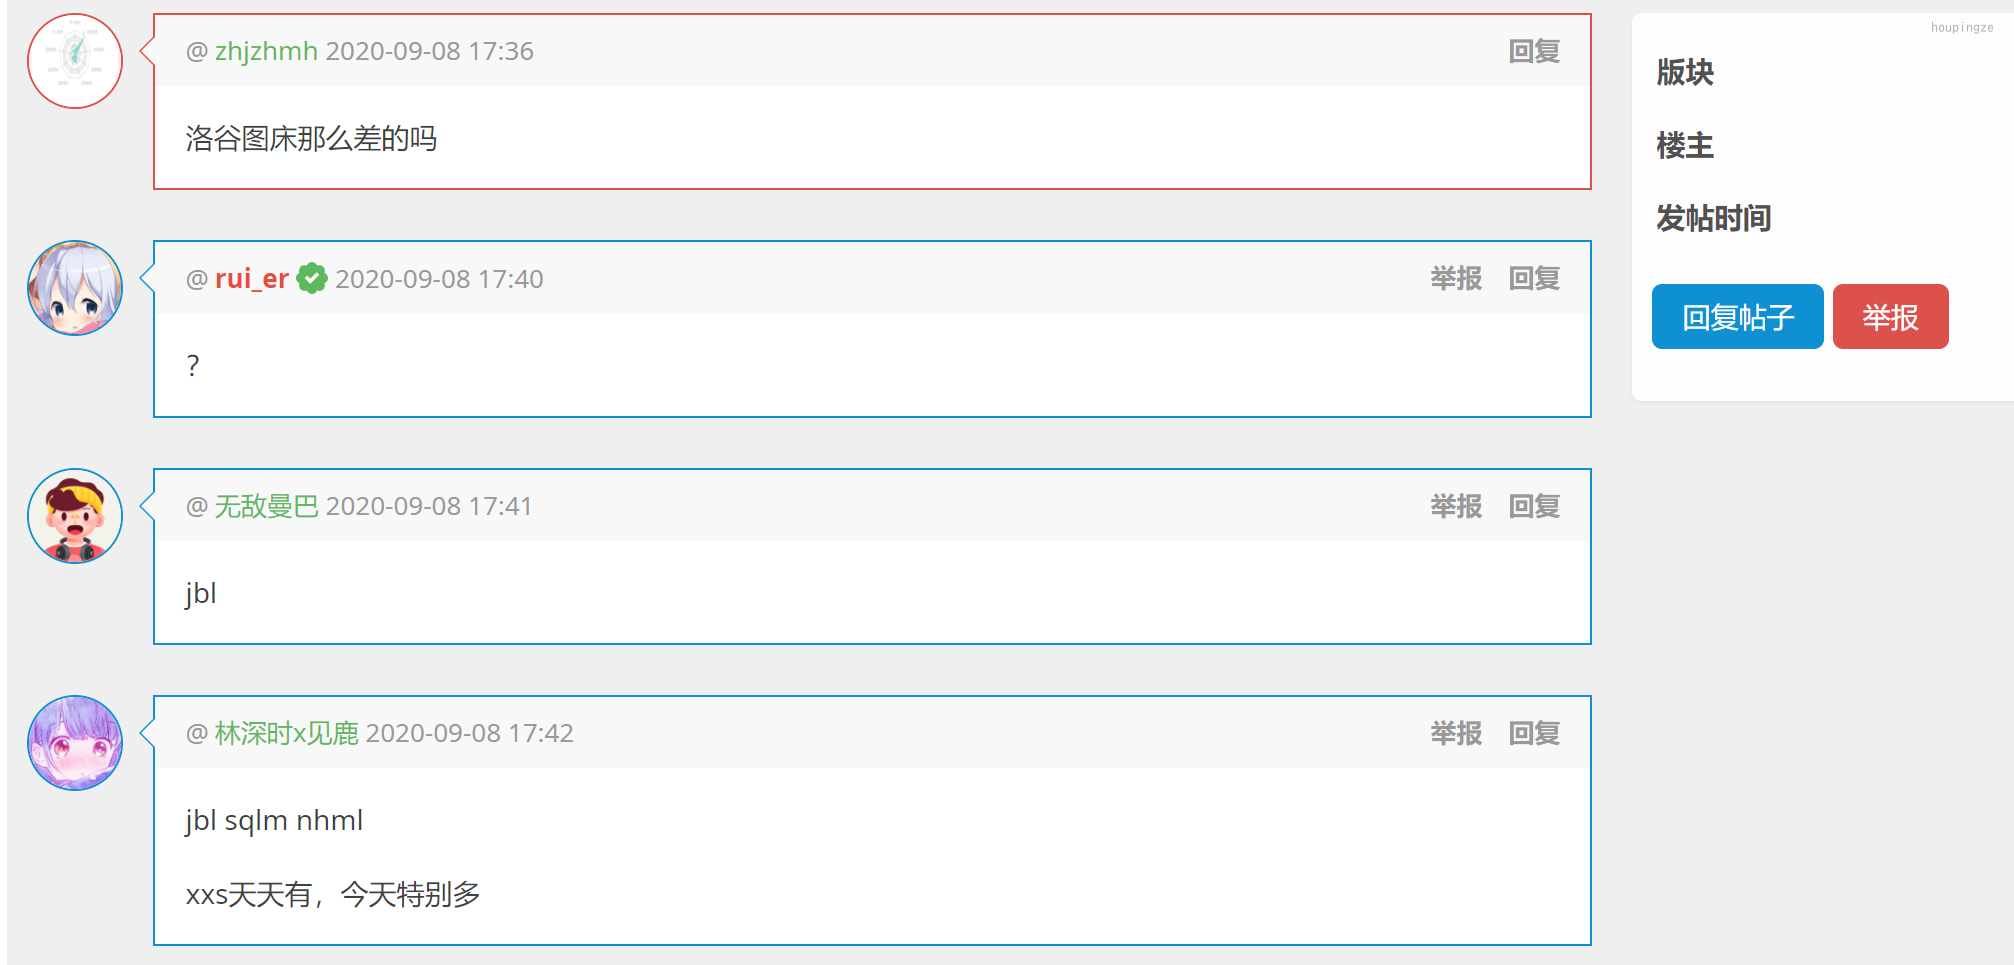 @ zhjzhmh 2020-09-08 17:36 回复
洛谷图床那么差的吗
@ rui_er 2020-09-08 17:40 举报 回复
?
@ 无敌曼巴 2020-09-08 17:41 举报 回复
jbl
@ 林深时x见鹿 2020-09-08 17:42 举报 回复
jbl sqlm nhml
xxs天天有，今天特别多
houpingze
版块
楼主
发帖时间
回复帖子 举报